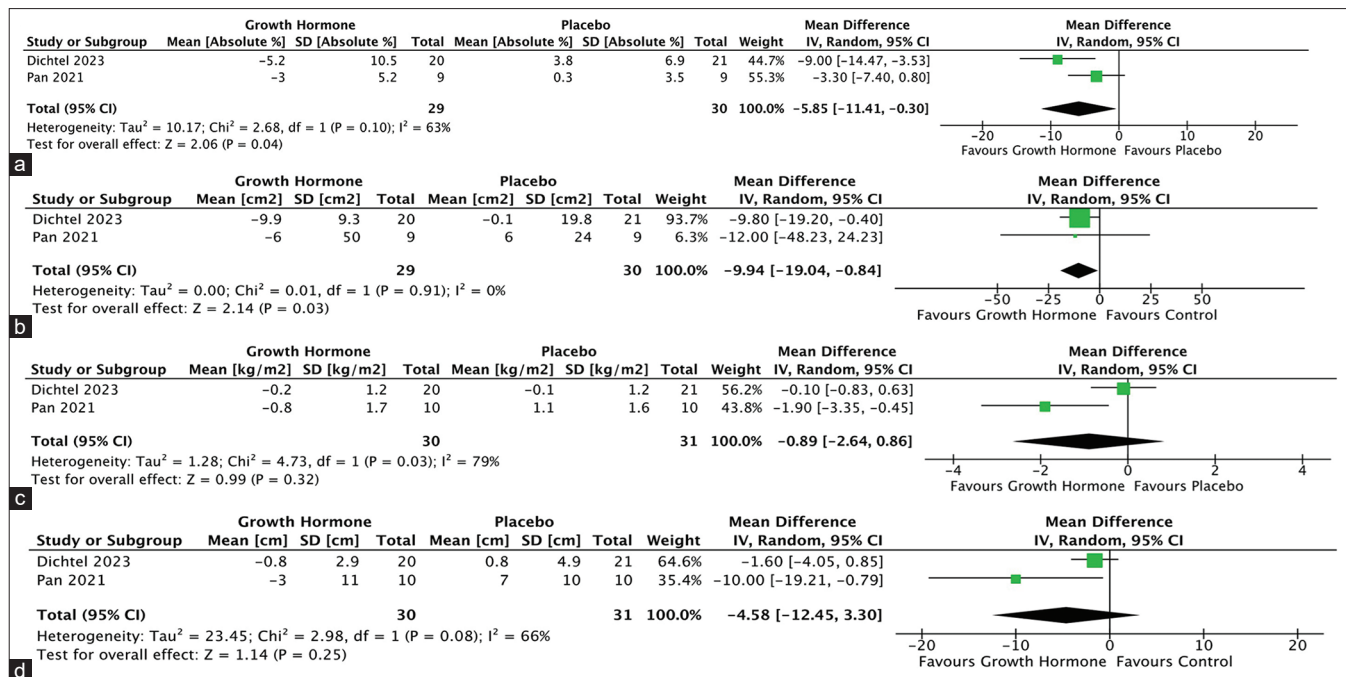 Growth Hormone Placebo Mean Difference Mean Difference
Study or Subgroup Mean [Absolute %] SD [Absolute %] Total Mean [Absolute %] SD [Absolute %] Total Weight IV, Random, 95% CI IV, Random, 95% CI
Dichtel 2023 -5.2 10.5 20 3.8 6.9 21 44.7% -9.00 [-14.47, -3.53]
Pan 2021 -3 5.2 9 0.3 3.5 9 55.3% -3.30 [-7.40, 0.80]
Total (95% CI) 29 30 100.0% -5.85 [-11.41, -0.30]
Heterogeneity: Tau² = 10.17; Chi² = 2.68, df = 1 (P = 0.10); I² = 63%
Test for overall effect: Z = 2.06 (P = 0.04)
-20 -10 0 10 20
Favours Growth Hormone Favours Placebo
a
Growth Hormone Placebo Mean Difference Mean Difference
Study or Subgroup Mean [cm2] SD [cm2] Total Mean [cm2] SD [cm2] Total Weight IV, Random, 95% CI IV, Random, 95% CI
Dichtel 2023 -9.9 9.3 20 -0.1 19.8 21 93.7% -9.80 [-19.20, -0.40]
Pan 2021 -6 50 9 6 24 9 6.3% -12.00 [-48.23, 24.23]
Total (95% CI) 29 30 100.0% -9.94 [-19.04, -0.84]
Heterogeneity: Tau² = 0.00; Chi² = 0.01, df = 1 (P = 0.91); I² = 0%
Test for overall effect: Z = 2.14 (P = 0.03)
-50 -25 0 25 50
Favours Growth Hormone Favours Control
b
Growth Hormone Placebo Mean Difference Mean Difference
Study or Subgroup Mean [kg/m2] SD [kg/m2] Total Mean [kg/m2] SD [kg/m2] Total Weight IV, Random, 95% CI IV, Random, 95% CI
Dichtel 2023 -0.2 1.2 20 -0.1 1.2 21 56.2% -0.10 [-0.83, 0.63]
Pan 2021 -0.8 1.7 10 1.1 1.6 10 43.8% -1.90 [-3.35, -0.45]
Total (95% CI) 30 31 100.0% -0.89 [-2.64, 0.86]
Heterogeneity: Tau² = 1.28; Chi² = 4.73, df = 1 (P = 0.03); I² = 79%
Test for overall effect: Z = 0.99 (P = 0.32)
-4 -2 0 2 4
Favours Growth Hormone Favours Placebo
c
Growth Hormone Placebo Mean Difference Mean Difference
Study or Subgroup Mean [cm] SD [cm] Total Mean [cm] SD [cm] Total Weight IV, Random, 95% CI IV, Random, 95% CI
Dichtel 2023 -0.8 2.9 20 0.8 4.9 21 64.6% -1.60 [-4.05, 0.85]
Pan 2021 -3 11 10 7 10 10 35.4% -10.00 [-19.21, -0.79]
Total (95% CI) 30 31 100.0% -4.58 [-12.45, 3.30]
Heterogeneity: Tau² = 23.45; Chi² = 2.98, df = 1 (P = 0.08); I² = 66%
Test for overall effect: Z = 1.14 (P = 0.25)
-20 -10 0 10 20
Favours Growth Hormone Favours Control
d